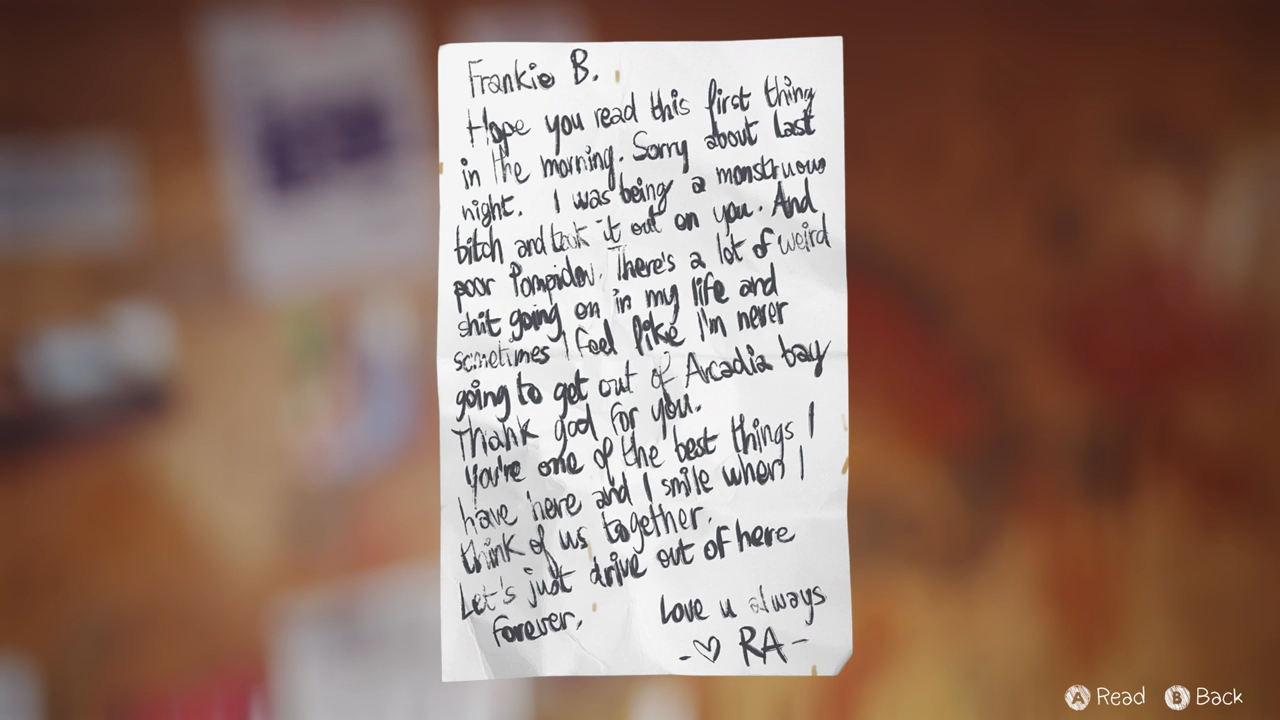 Frankie B.
Hope you read this first thing
in the morning. Sorry about last
night. I was being a monstruous
bitch and took it out on you. And
poor Pompidou. There's a lot of weird
shit going on in my life and
sometimes I feel like I'm never
going to get out of Arcadia bay
Thank god for you.
You're one of the best things I
have here and I smile when I
think of us together.
Let's just drive out of here
forever.
Love u always
-♡ RA-
A Read B Back